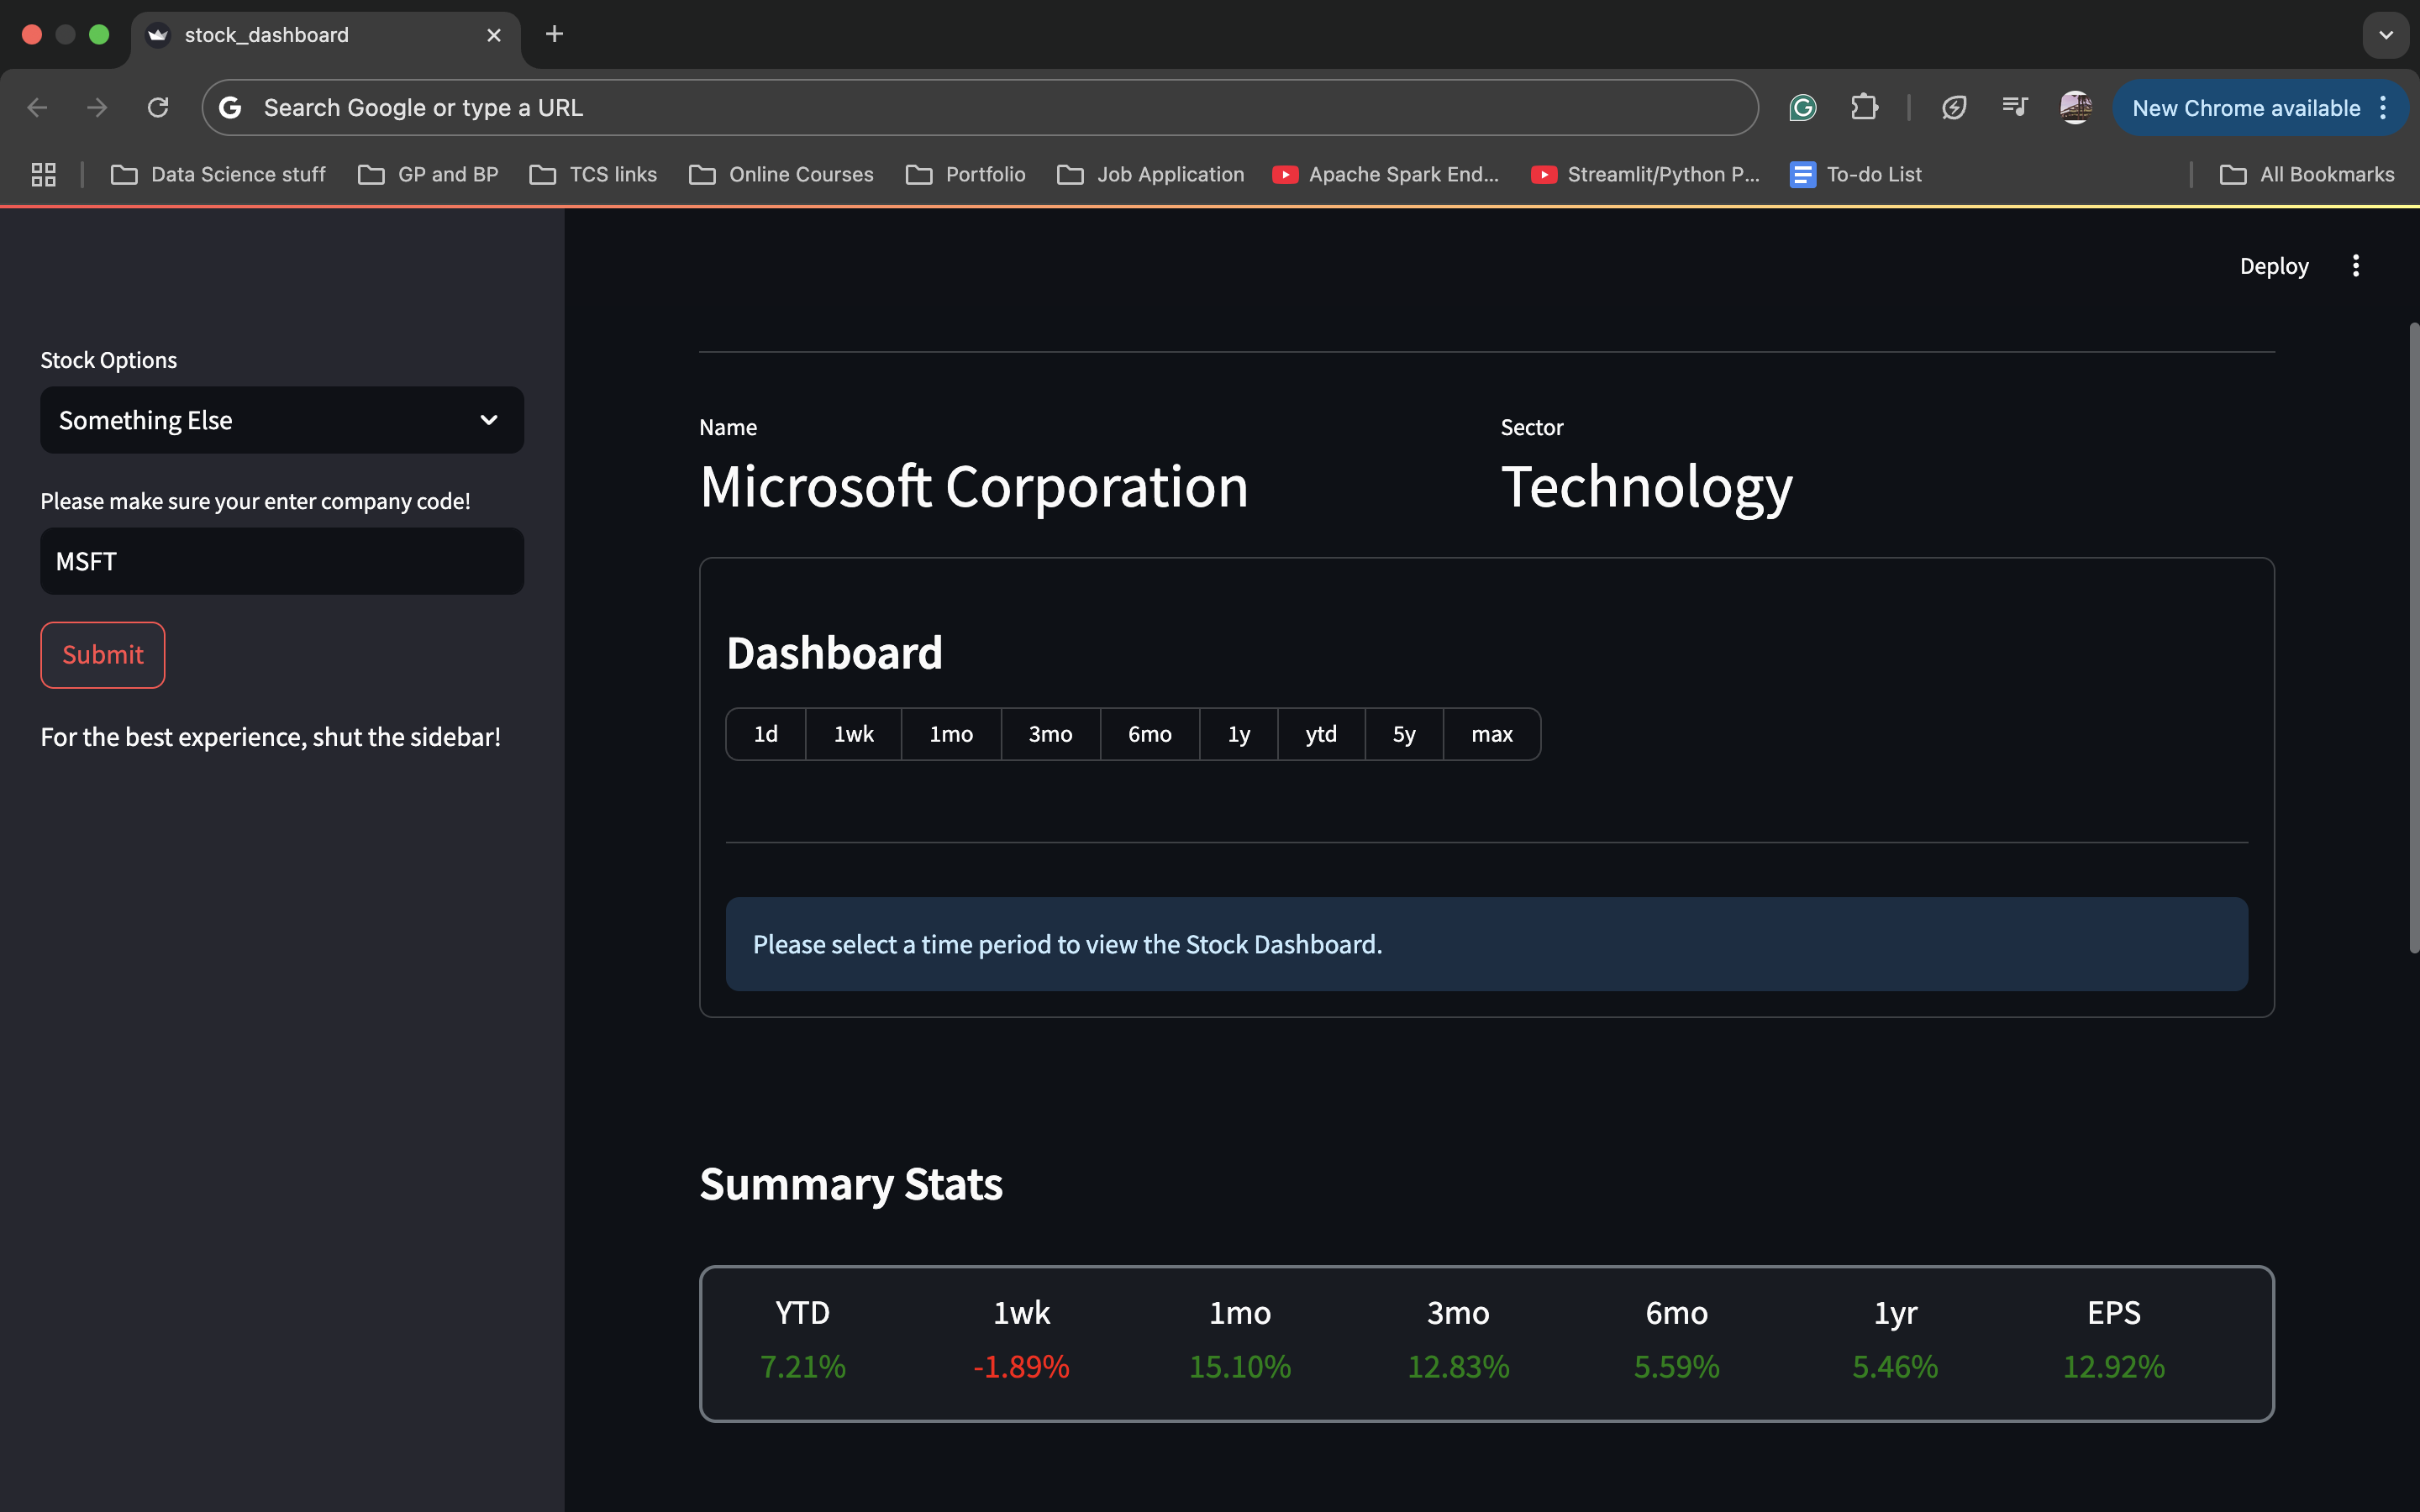 stock_dashboard
Search Google or type a URL
New Chrome available
Data Science stuff GP and BP TCS links Online Courses Portfolio Job Application Apache Spark End... Streamlit/Python P... To-do List All Bookmarks
Deploy
Stock Options
Something Else
Please make sure your enter company code!
MSFT
Submit
For the best experience, shut the sidebar!
Name Sector
Microsoft Corporation Technology
Dashboard
1d 1wk 1mo 3mo 6mo 1y ytd 5y max
Please select a time period to view the Stock Dashboard.
Summary Stats
YTD 1wk 1mo 3mo 6mo 1yr EPS
7.21% -1.89% 15.10% 12.83% 5.59% 5.46% 12.92%